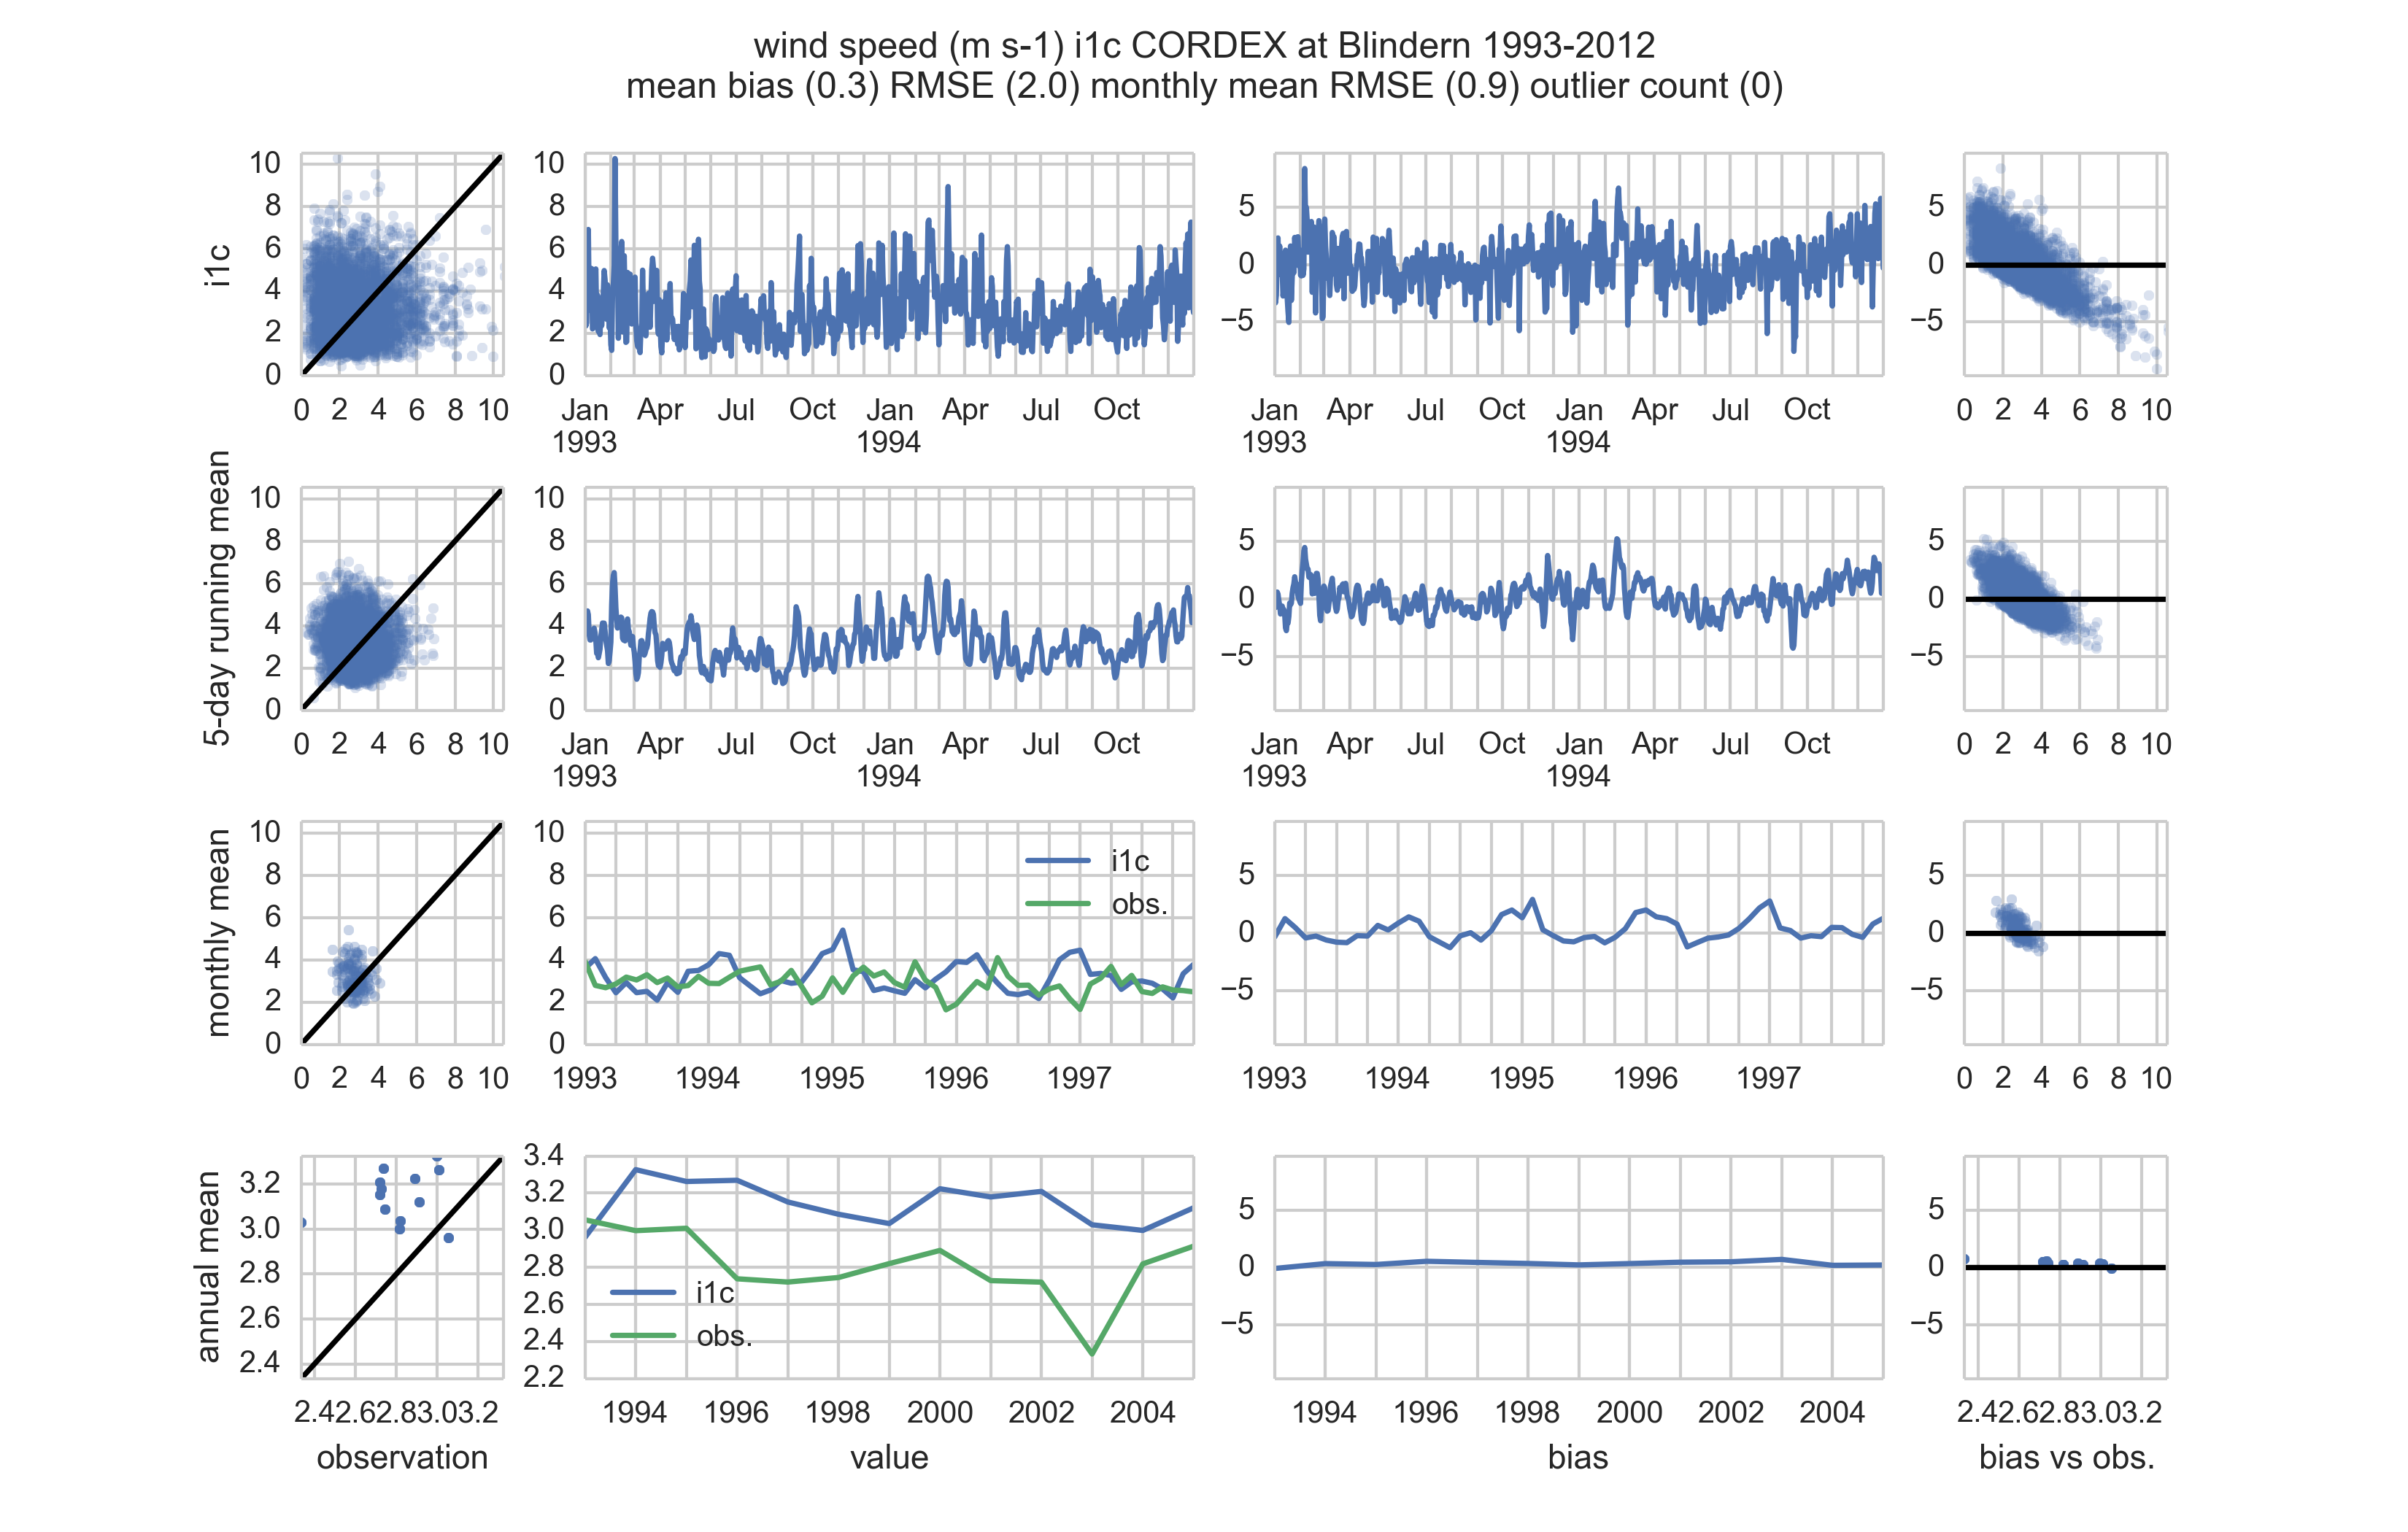 wind speed (m s-1) i1c CORDEX at Blindern 1993-2012
mean bias (0.3) RMSE (2.0) monthly mean RMSE (0.9) outlier count (0)
i1c
10
8
6
4
2
0
0 2 4 6 8 10
10
8
6
4
2
0
Jan Apr Jul Oct Jan Apr Jul Oct
1993 1994
5
0
−5
Jan Apr Jul Oct Jan Apr Jul Oct
1993 1994
5
0
−5
0 2 4 6 8 10
5-day running mean
10
8
6
4
2
0
0 2 4 6 8 10
10
8
6
4
2
0
Jan Apr Jul Oct Jan Apr Jul Oct
1993 1994
5
0
−5
Jan Apr Jul Oct Jan Apr Jul Oct
1993 1994
5
0
−5
0 2 4 6 8 10
monthly mean
10
8
6
4
2
0
0 2 4 6 8 10
10
8
6
4
2
0
i1c
obs.
1993 1994 1995 1996 1997
5
0
−5
1993 1994 1995 1996 1997
5
0
−5
0 2 4 6 8 10
annual mean
3.2
3.0
2.8
2.6
2.4
2.42.62.83.03.2
observation
3.4
3.2
3.0
2.8
2.6
2.4
2.2
i1c
obs.
1994 1996 1998 2000 2002 2004
value
5
0
−5
1994 1996 1998 2000 2002 2004
bias
5
0
−5
2.42.62.83.03.2
bias vs obs.